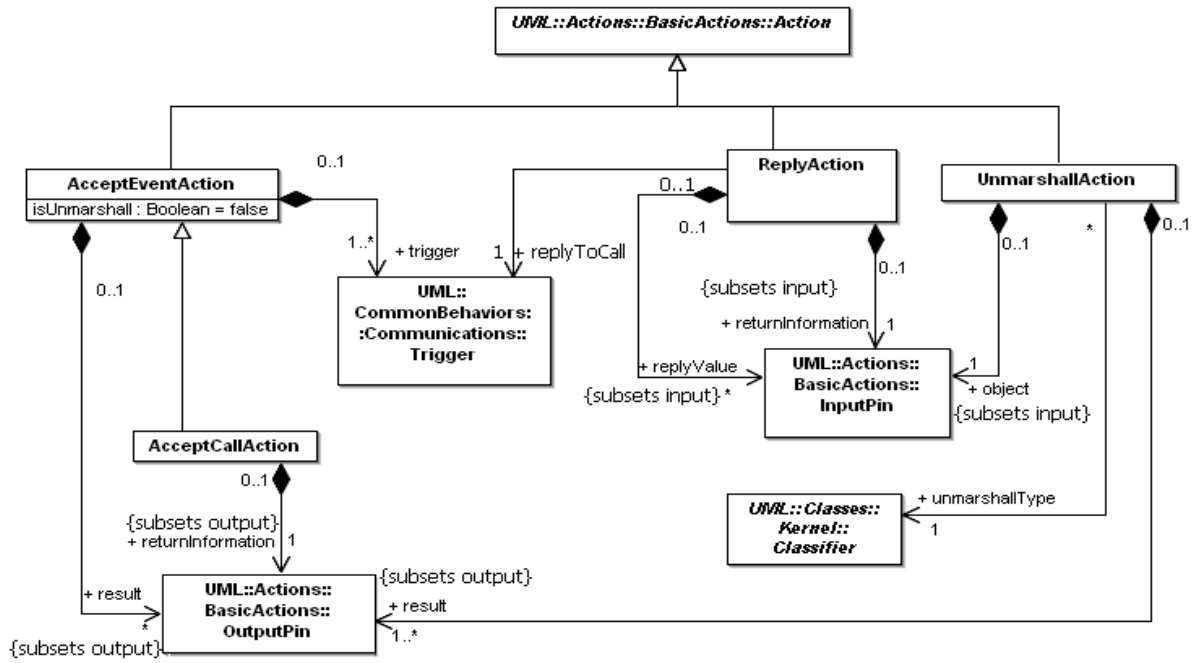 UML::Actions::BasicActions::Action
0..1
AcceptEventAction
isUnmarshall : Boolean = false
ReplyAction
UnmarshallAction
0..1
0..1
0..1
0..1
*
0..1
0..1
1..*
+ trigger
1
+ replyToCall
0..1
{subsets input}
+ returnInformation
1
UML::
CommonBehaviors:
:Communications::
Trigger
+ replyValue
{subsets input}
*
UML::Actions::
BasicActions::
InputPin
1
+ object
{subsets input}
AcceptCallAction
0..1
{subsets output}
+ returnInformation
1
UML::Classes::
Kernel::
Classifier
+ unmarshallType
1
+ result
*
{subsets output}
UML::Actions::
BasicActions::
OutputPin
{subsets output}
+ result
1..*